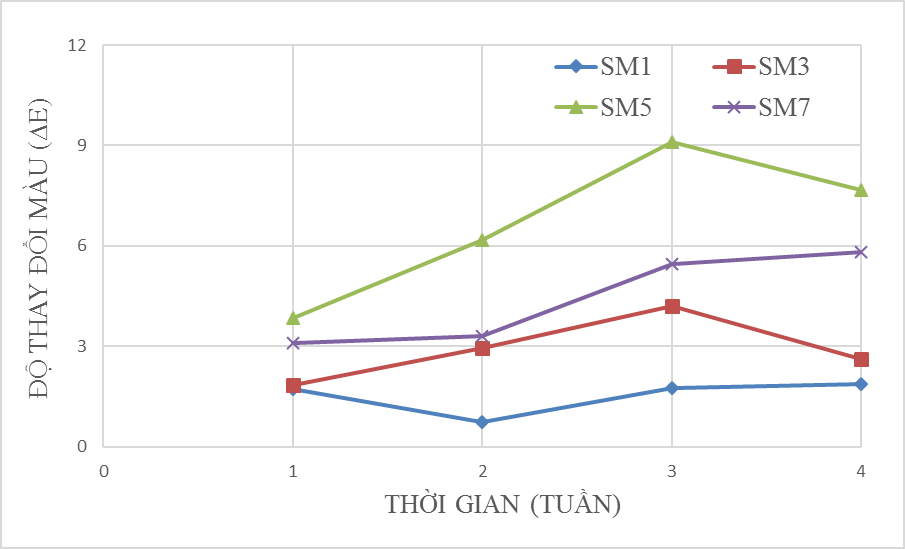 12
9
6
3
0
0 1 2 3 4
SM1 SM3
SM5 SM7
ĐỘ THAY ĐỔI MÀU (ΔE)
THỜI GIAN (TUẦN)